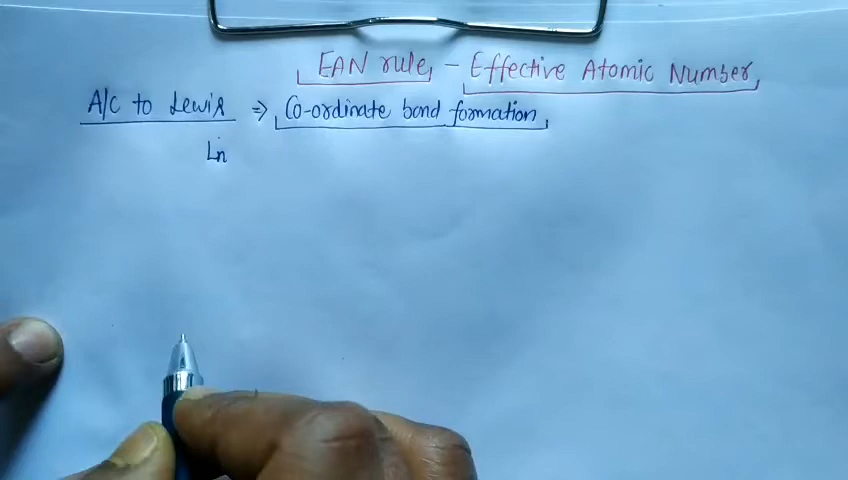 EAN rule, - Effective Atomic Number,
A/C to Lewis ⇒ Co-ordinate bond formation,
Ln